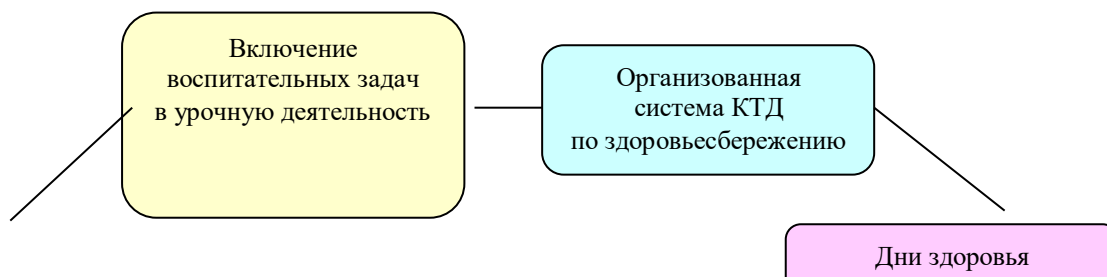 Включение
воспитательных задач
в урочную деятельность
Организованная
система КТД
по здоровьесбережению
Дни здоровья